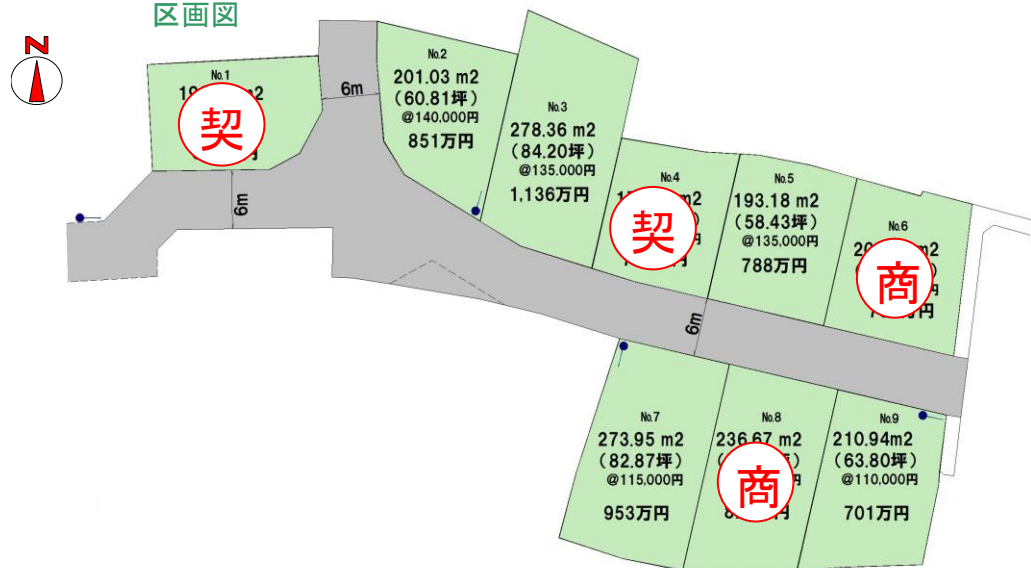 区画図
N
6m
6m
6m
No.1
契
No.2
201.03 m2
(60.81坪)
@140,000円
851万円
No.3
278.36 m2
(84.20坪)
@135,000円
1,136万円
No.4
契
No.5
193.18 m2
(58.43坪)
@135,000円
788万円
No.6
商
No.7
273.95 m2
(82.87坪)
@115,000円
953万円
No.8
236.67 m2
商
No.9
210.94m2
(63.80坪)
@110,000円
701万円